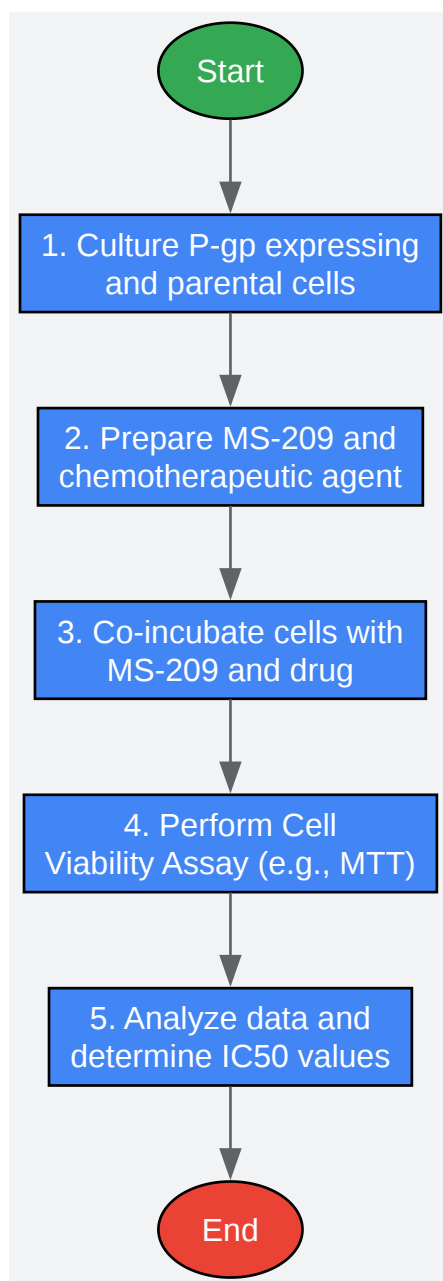 Start
1. Culture P-gp expressing
and parental cells
2. Prepare MS-209 and
chemotherapeutic agent
3. Co-incubate cells with
MS-209 and drug
4. Perform Cell
Viability Assay (e.g., MTT)
5. Analyze data and
determine IC50 values
End